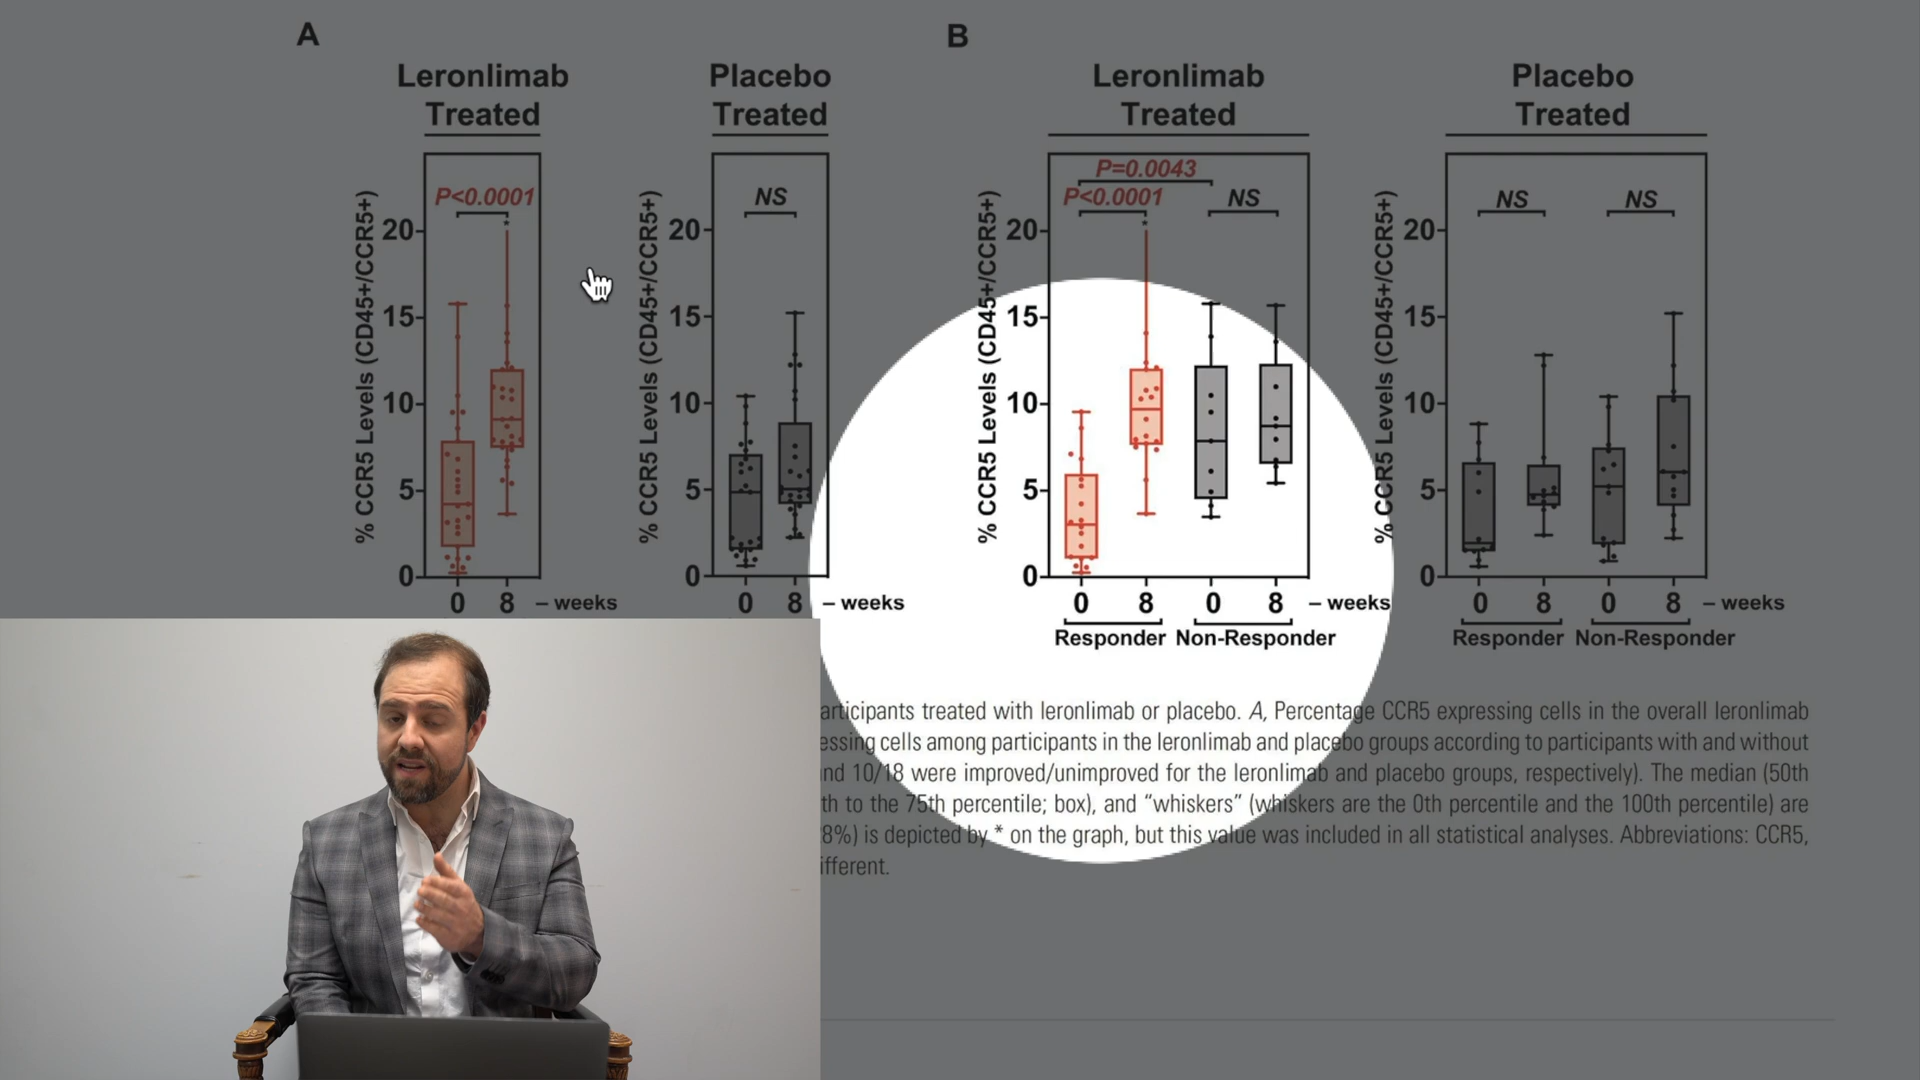 A
B
Leronlimab
Treated
Placebo
Treated
Leronlimab
Treated
Placebo
Treated
P<0.0001
NS
P=0.0043
P<0.0001
NS
NS
NS
*
*
% CCR5 Levels (CD45+/CCR5+)
20
15
10
5
0
% CCR5 Levels (CD45+/CCR5+)
20
15
10
5
0
% CCR5 Levels (CD45+/CCR5+)
20
15
10
5
0
% CCR5 Levels (CD45+/CCR5+)
20
15
10
5
0
0 8 – weeks
0 8 – weeks
0 8 0 8 – weeks
0 8 0 8 – weeks
Responder Non-Responder
Responder Non-Responder
articipants treated with leronlimab or placebo. A, Percentage CCR5 expressing cells in the overall leronlimab
essing cells among participants in the leronlimab and placebo groups according to participants with and without
nd 10/18 were improved/unimproved for the leronlimab and placebo groups, respectively). The median (50th
th to the 75th percentile; box), and “whiskers” (whiskers are the 0th percentile and the 100th percentile) are
8%) is depicted by * on the graph, but this value was included in all statistical analyses. Abbreviations: CCR5,
ifferent.